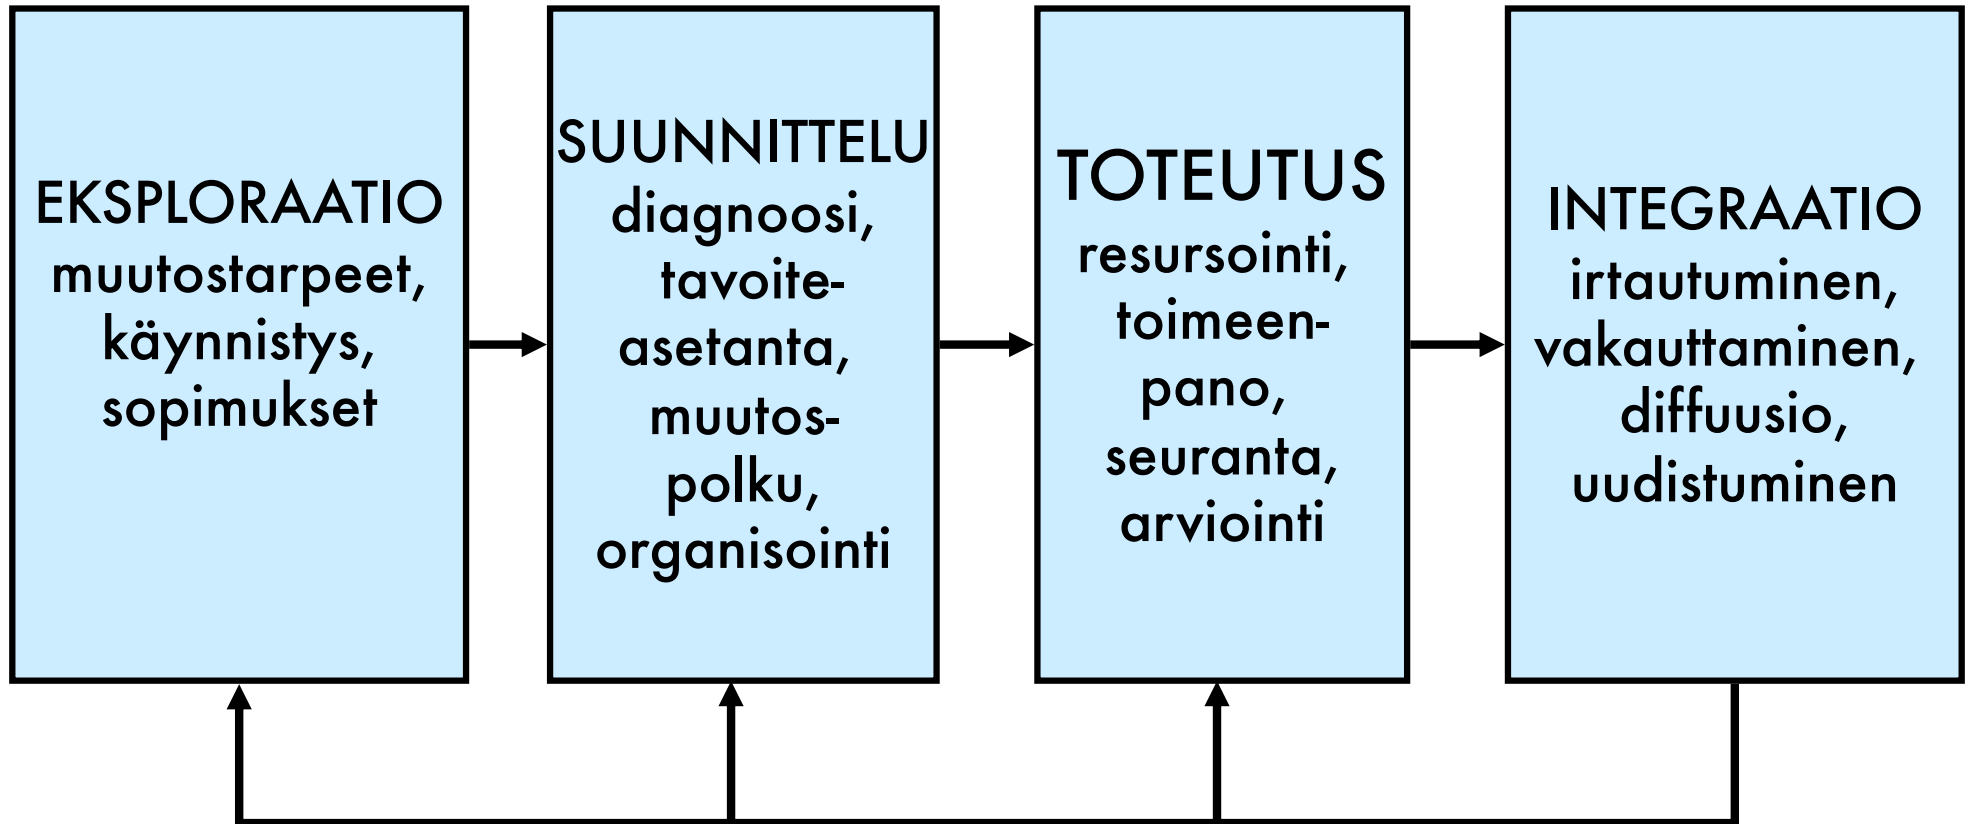 EKSPLORAATIO
muutostarpeet,
käynnistys,
sopimukset
SUUNNITTELU
diagnoosi,
tavoite-
asetanta,
muutos-
polku,
organisointi
TOTEUTUS
resursointi,
toimeen-
pano,
seuranta,
arviointi
INTEGRAATIO
irtautuminen,
vakauttaminen,
diffuusio,
uudistuminen